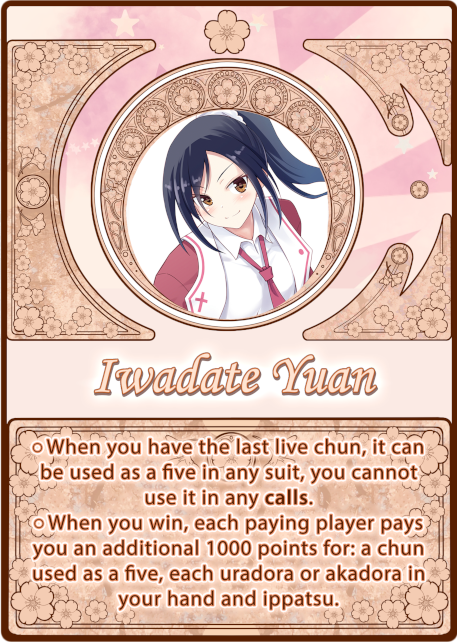 Iwadate Yuan
○When you have the last live chun, it can
be used as a five in any suit, you cannot
use it in any calls.
○When you win, each paying player pays
you an additional 1000 points for: a chun
used as a five, each uradora or akadora in
your hand and ippatsu.